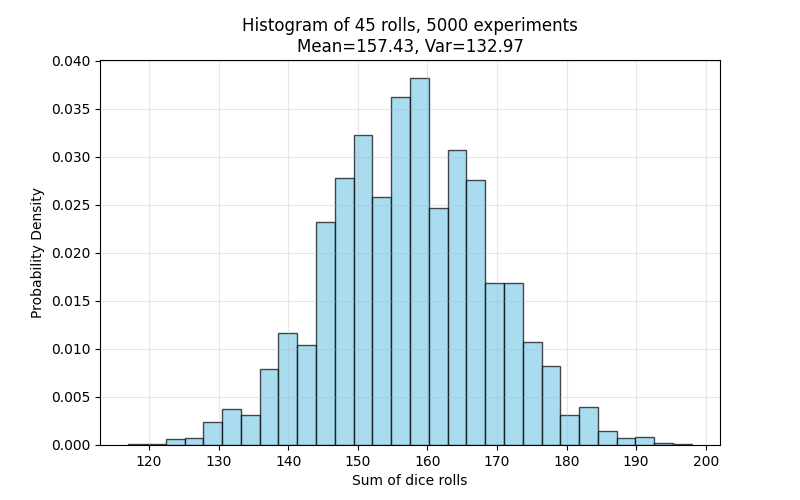 Histogram of 45 rolls, 5000 experiments
Mean=157.43, Var=132.97
0.040
0.035
0.030
0.025
0.020
0.015
0.010
0.005
0.000
Probability Density
120 130 140 150 160 170 180 190 200
Sum of dice rolls